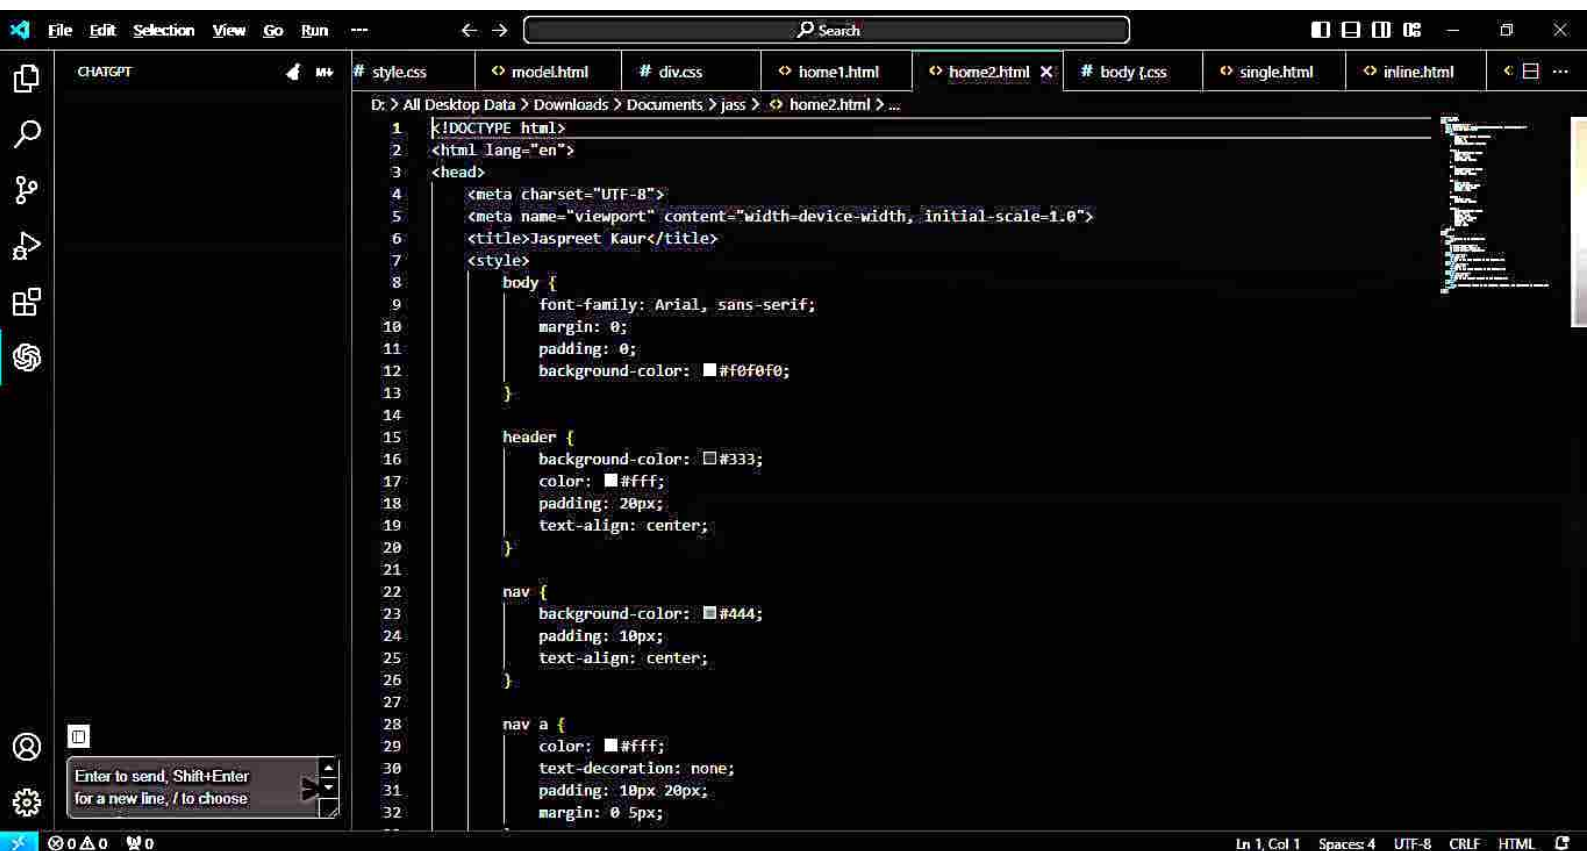 File Edit Selection View Go Run ··· Search
CHATGPT M↓
# style.css <> model.html # div.css <> home1.html <> home2.html X # body {.css <> single.html <> inline.html ···
D: > All Desktop Data > Downloads > Documents > jass > <> home2.html > ...
1 <!DOCTYPE html>
2 <html lang="en">
3 <head>
4 <meta charset="UTF-8">
5 <meta name="viewport" content="width=device-width, initial-scale=1.0">
6 <title>Jaspreet Kaur</title>
7 <style>
8 body {
9 font-family: Arial, sans-serif;
10 margin: 0;
11 padding: 0;
12 background-color: #f0f0f0;
13 }
14
15 header {
16 background-color: #333;
17 color: #fff;
18 padding: 20px;
19 text-align: center;
20 }
21
22 nav {
23 background-color: #444;
24 padding: 10px;
25 text-align: center;
26 }
27
28 nav a {
29 color: #fff;
30 text-decoration: none;
31 padding: 10px 20px;
32 margin: 0 5px;
Enter to send, Shift+Enter
for a new line, / to choose
0 0 0 Ln 1, Col 1 Spaces: 4 UTF-8 CRLF HTML